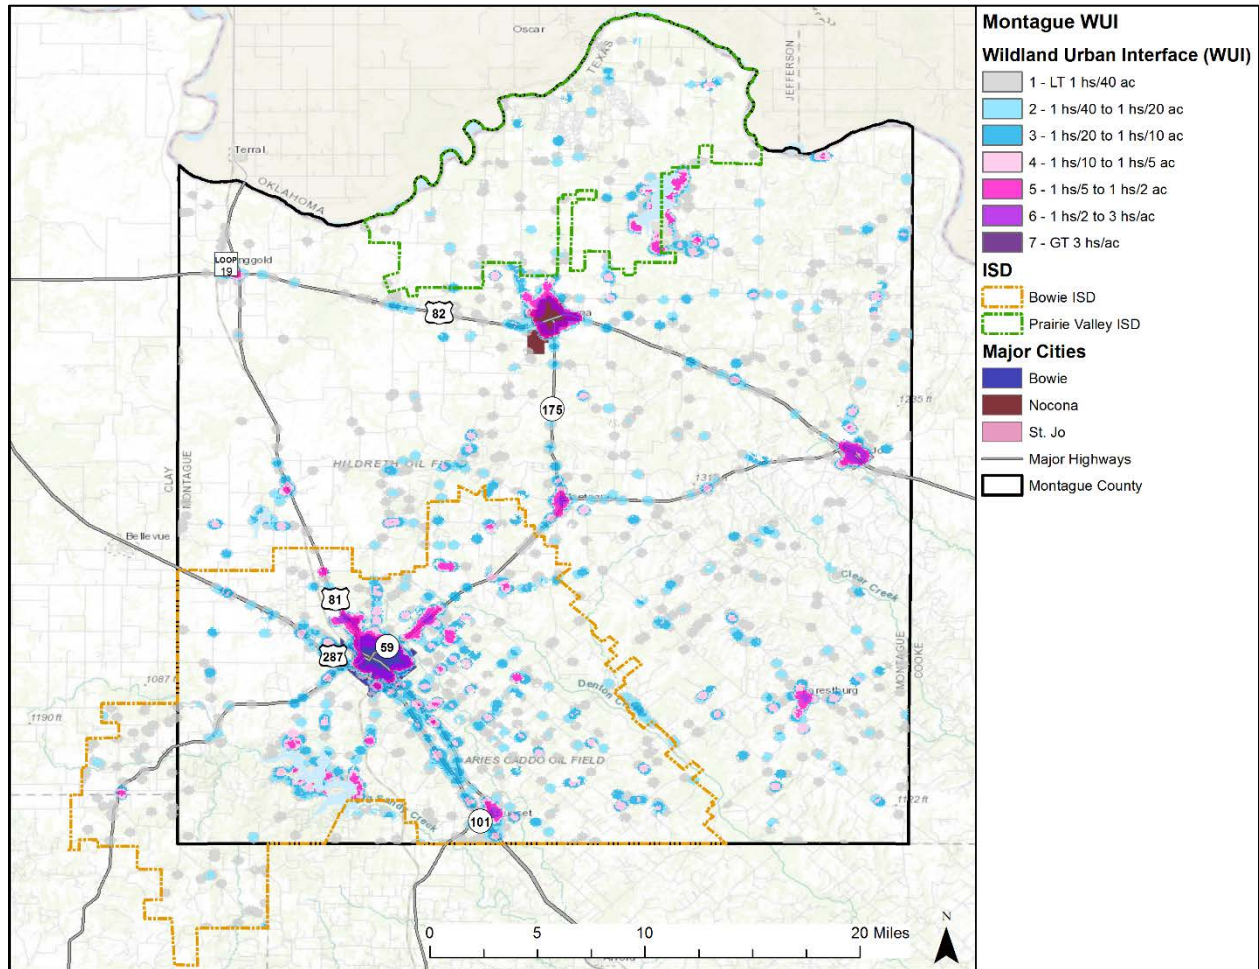 Montague WUI
Wildland Urban Interface (WUI)
1 - LT 1 hs/40 ac
2 - 1 hs/40 to 1 hs/20 ac
3 - 1 hs/20 to 1 hs/10 ac
4 - 1 hs/10 to 1 hs/5 ac
5 - 1 hs/5 to 1 hs/2 ac
6 - 1 hs/2 to 3 hs/ac
7 - GT 3 hs/ac
ISD
Bowie ISD
Prairie Valley ISD
Major Cities
Bowie
Nocona
St. Jo
Major Highways
Montague County
Oscar
TEXAS
JEFFERSON
Terral
OKLAHOMA
LOOP
19
82
175
1235 ft
HILDRETH OIL
CLAY
MONTAGUE
Bellevue
Clear Creek
81
59
287
MONTAGUE
COOKE
1087 ft
1190 ft
ARIES CADDO OIL FIELD
101
Creek
0
5
10
20 Miles
N